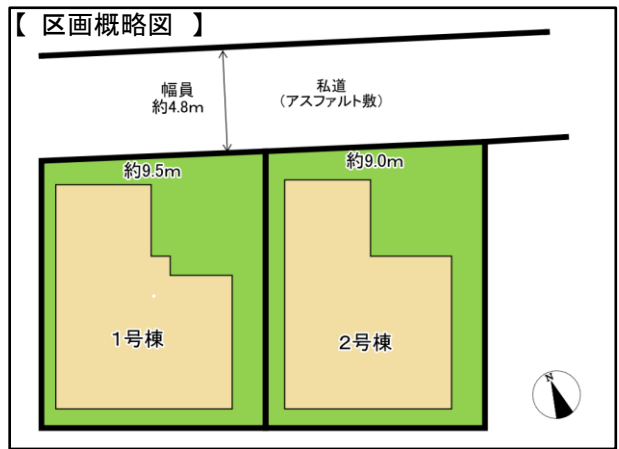 【 区画概略図 】
幅員
約4.8m
私道
(アスファルト敷)
約9.5m
約9.0m
1号棟
2号棟
N